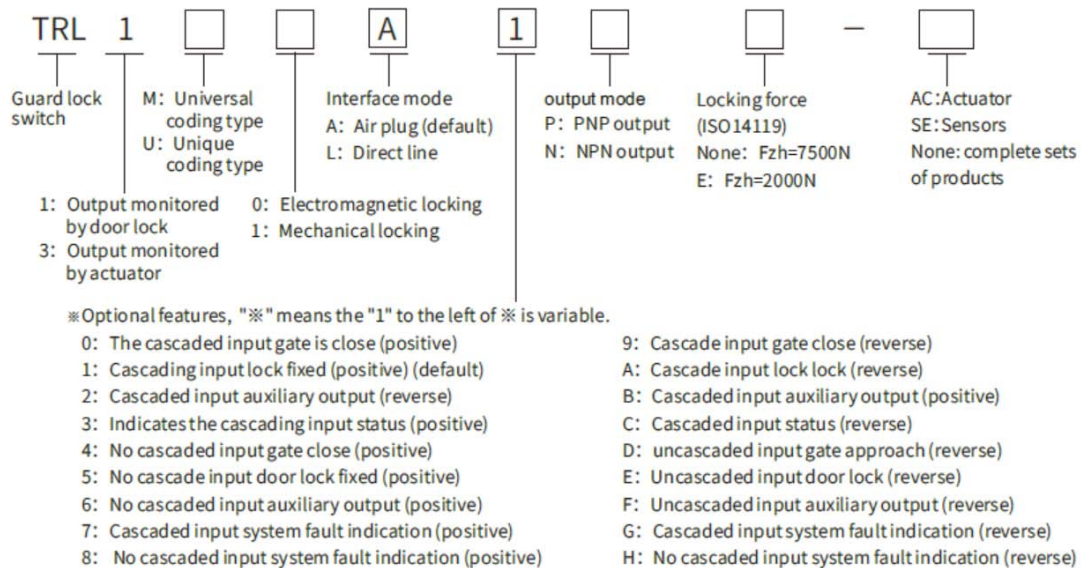 TRL 1 A 1 –
Guard lock
switch
M: Universal
coding type
U: Unique
coding type
Interface mode
A: Air plug (default)
L: Direct line
output mode
P: PNP output
N: NPN output
Locking force
(ISO14119)
None: Fzh=7500N
E: Fzh=2000N
AC:Actuator
SE:Sensors
None: complete sets
of products
1: Output monitored
by door lock
3: Output monitored
by actuator
0: Electromagnetic locking
1: Mechanical locking
※Optional features, "※" means the "1" to the left of ※ is variable.
0: The cascaded input gate is close (positive)
1: Cascading input lock fixed (positive) (default)
2: Cascaded input auxiliary output (reverse)
3: Indicates the cascading input status (positive)
4: No cascaded input gate close (positive)
5: No cascade input door lock fixed (positive)
6: No cascaded input auxiliary output (positive)
7: Cascaded input system fault indication (positive)
8: No cascaded input system fault indication (positive)
9: Cascade input gate close (reverse)
A: Cascade input lock lock (reverse)
B: Cascaded input auxiliary output (positive)
C: Cascaded input status (reverse)
D: uncascaded input gate approach (reverse)
E: Uncascaded input door lock (reverse)
F: Uncascaded input auxiliary output (reverse)
G: Cascaded input system fault indication (reverse)
H: No cascaded input system fault indication (reverse)